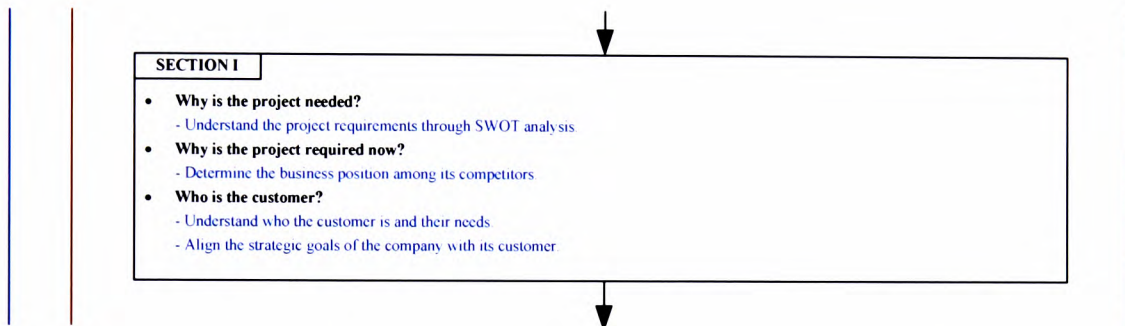 SECTION I
• Why is the project needed?
- Understand the project requirements through SWOT analysis.
• Why is the project required now?
- Determine the business position among its competitors.
• Who is the customer?
- Understand who the customer is and their needs.
- Align the strategic goals of the company with its customer.